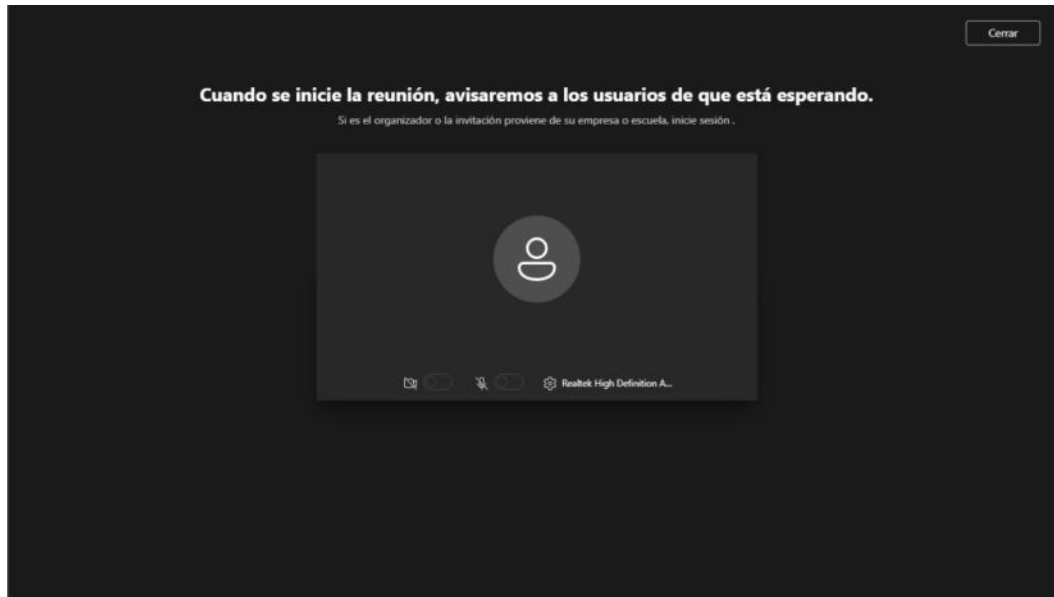 Cerrar
Cuando se inicie la reunión, avisaremos a los usuarios de que está esperando.
Si es el organizador o la invitación proviene de su empresa o escuela, inicie sesión .
Realtek High Definition A...